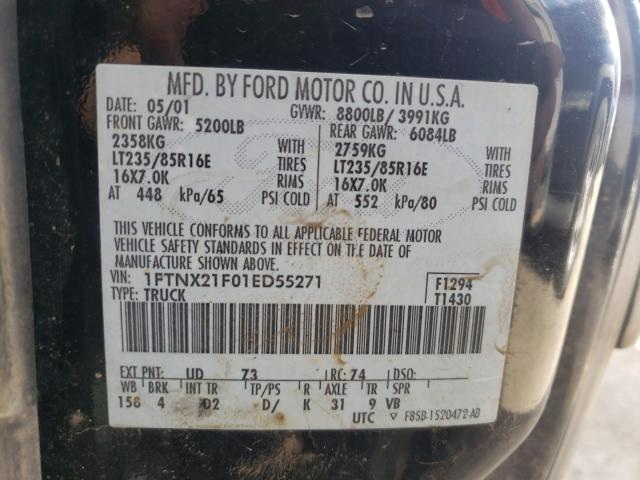 MFD. BY FORD MOTOR CO. IN U.S.A.
DATE: 05/01 GVWR: 8800LB/ 3991KG
FRONT GAWR: 5200LB REAR GAWR: 6084LB
2358KG WITH 2759KG WITH
LT235/85R16E TIRES LT235/85R16E TIRES
16X7.0K RIMS 16X7.0K RIMS
AT 448 kPa/65 PSI COLD AT 552 kPa/80 PSI COLD
THIS VEHICLE CONFORMS TO ALL APPLICABLE FEDERAL MOTOR
VEHICLE SAFETY STANDARDS IN EFFECT ON THE DATE OF
MANUFACTURE SHOWN ABOVE.
VIN: 1FTNX21F01ED55271 F1294
TYPE: TRUCK T1430
EXT PNT: UD 73 RC: 74 DSO:
WB BRK INT TR TP/PS R AXLE TR SPR
158 4 D2 D/ K 31 9 VB
UTC F85B-1520472-AB